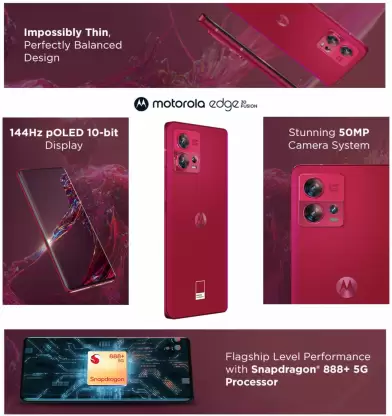 Impossibly Thin,
Perfectly Balanced
Design
motorola edge 30 FUSION
144Hz pOLED 10-bit
Display
Stunning 50MP
Camera System
888+
5G
Snapdragon
Flagship Level Performance
with Snapdragon® 888+ 5G
Processor